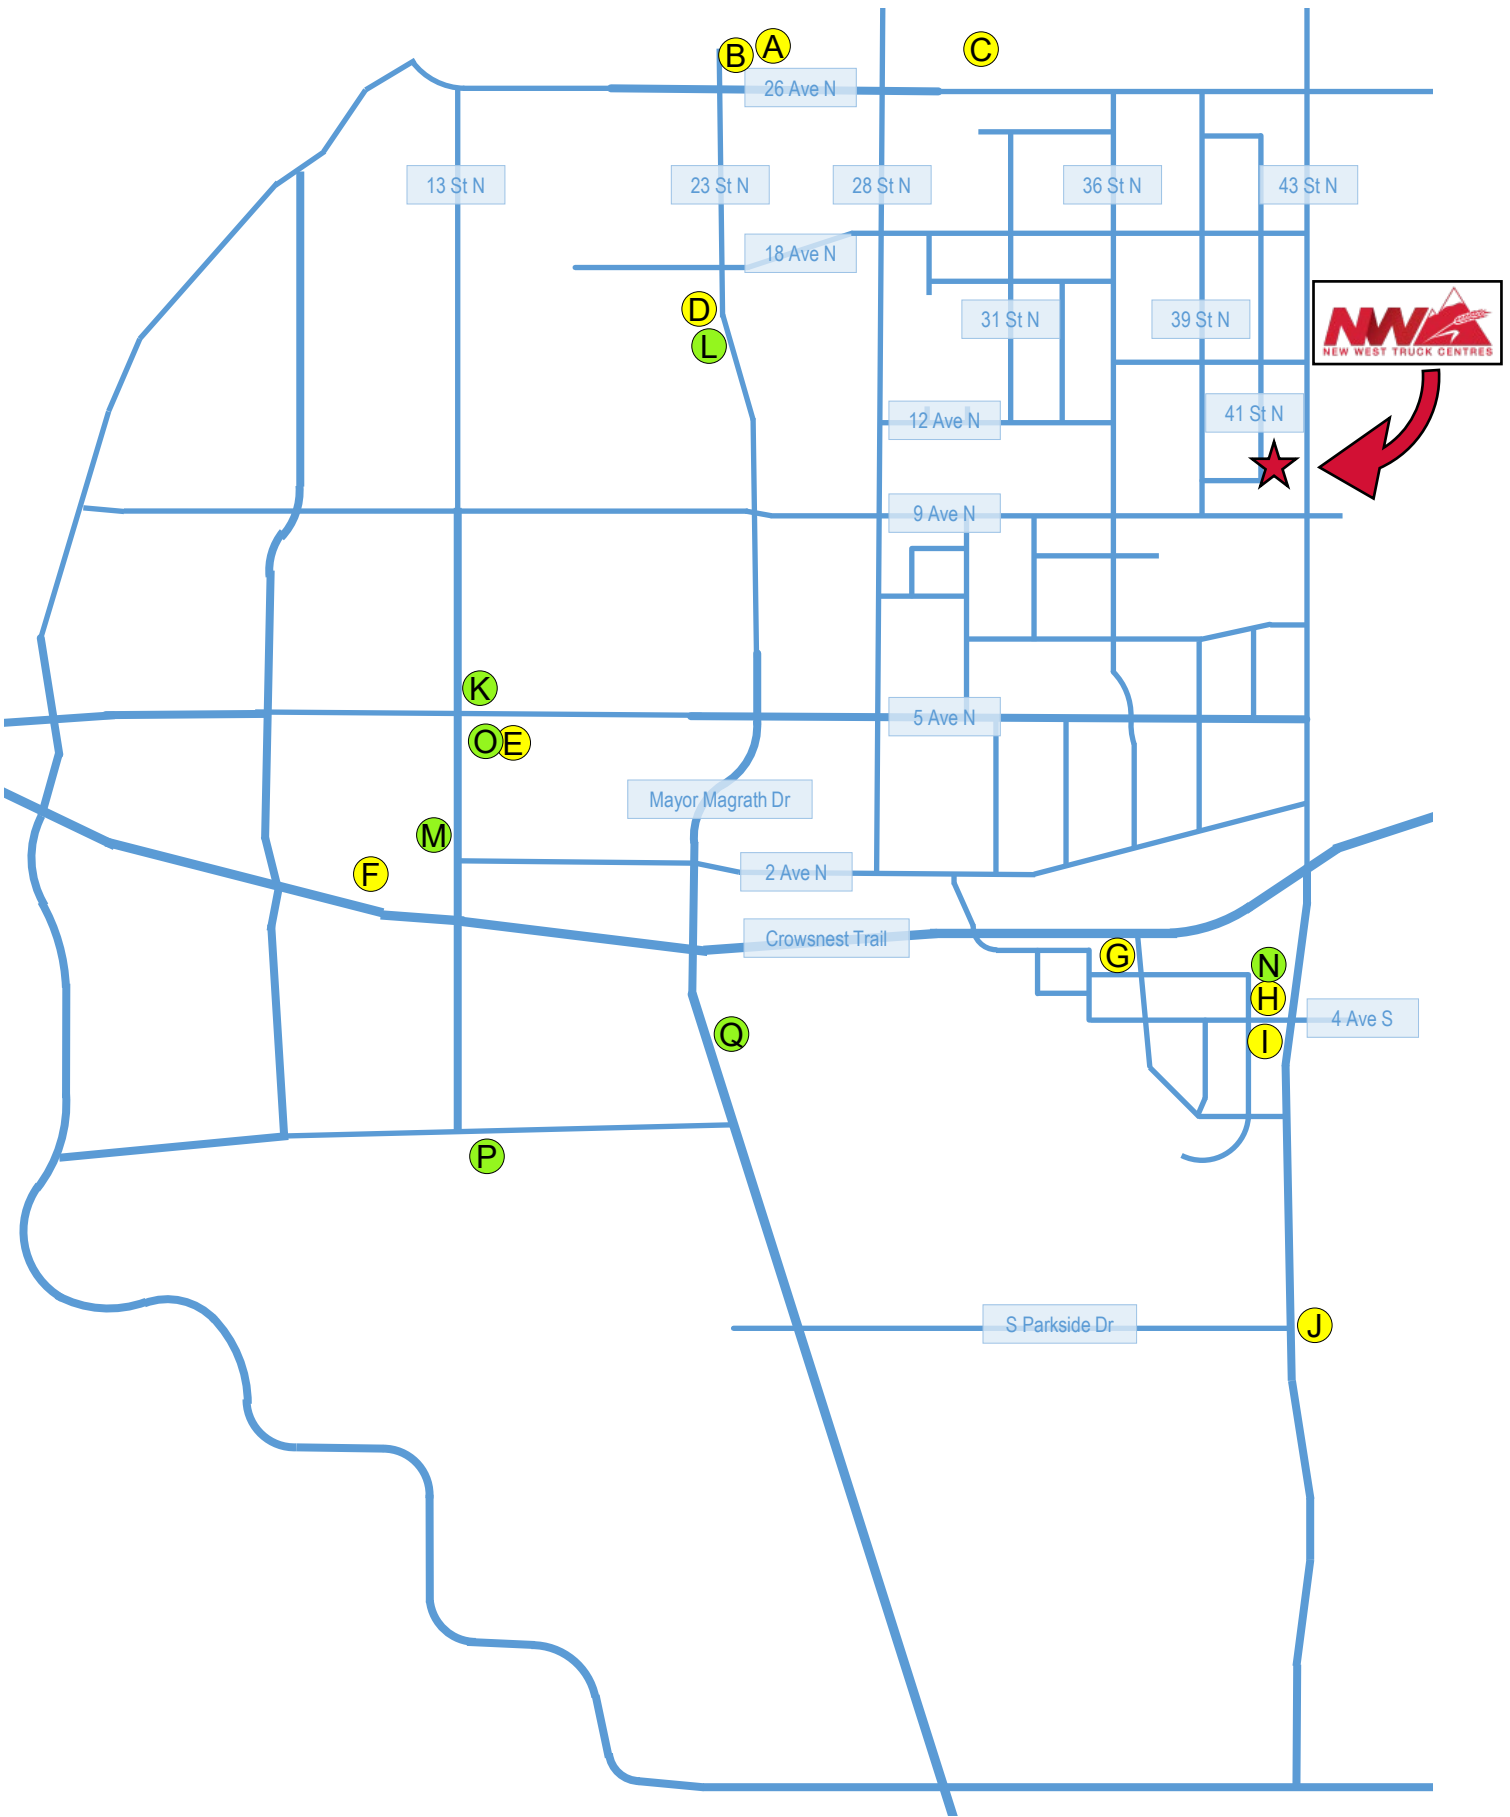 A
B
C
26 Ave N
13 St N
23 St N
28 St N
36 St N
43 St N
18 Ave N
D
31 St N
39 St N
NW
NEW WEST TRUCK CENTRES
L
12 Ave N
41 St N
9 Ave N
K
5 Ave N
O
E
Mayor Magrath Dr
M
F
2 Ave N
Crowsnest Trail
G
N
H
4 Ave S
Q
I
P
S Parkside Dr
J